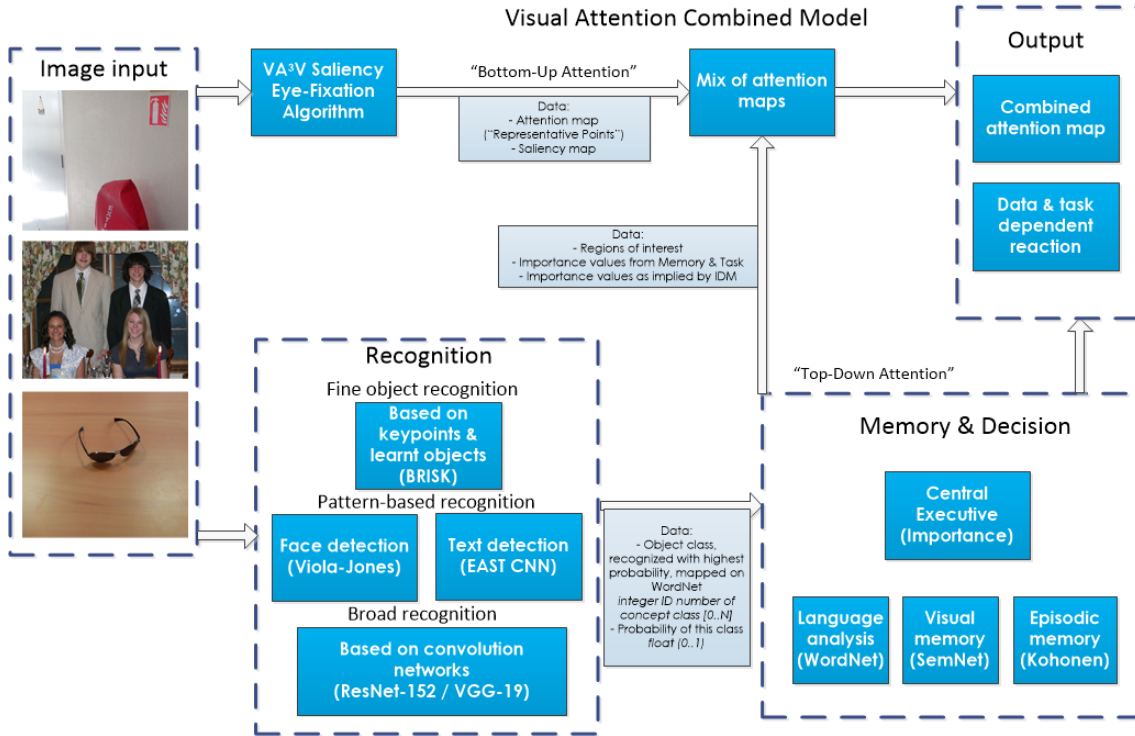 Visual Attention Combined Model
Image input
VA³V Saliency
Eye-Fixation
Algorithm
"Bottom-Up Attention"
Data:
- Attention map
("Representative Points")
- Saliency map
Mix of attention
maps
Output
Combined
attention map
Data & task
dependent
reaction
Data:
- Regions of interest
- Importance values from Memory & Task
- Importance values as implied by IDM
"Top-Down Attention"
Recognition
Fine object recognition
Based on
keypoints &
learnt objects
(BRISK)
Pattern-based recognition
Face detection
(Viola-Jones)
Text detection
(EAST CNN)
Broad recognition
Based on convolution
networks
(ResNet-152 / VGG-19)
Data:
- Object class,
recognized with highest
probability, mapped on
WordNet
integer ID number of
concept class [0..N]
- Probability of this class
float (0..1)
Memory & Decision
Central
Executive
(Importance)
Language
analysis
(WordNet)
Visual
memory
(SemNet)
Episodic
memory
(Kohonen)